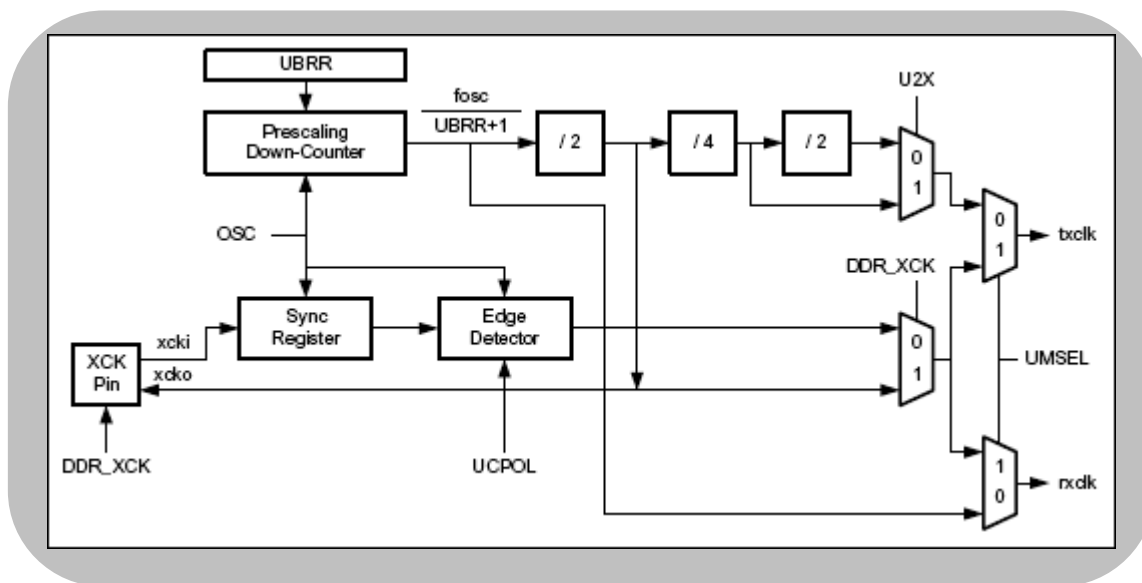 UBRR
U2X
fosc
UBRR+1
Prescaling
Down-Counter
/ 2
/ 4
/ 2
0
1
OSC
0
1
txclk
DDR_XCK
Sync
Register
Edge
Detector
xcki
XCK
Pin
xcko
0
1
UMSEL
DDR_XCK
UCPOL
1
0
rxclk